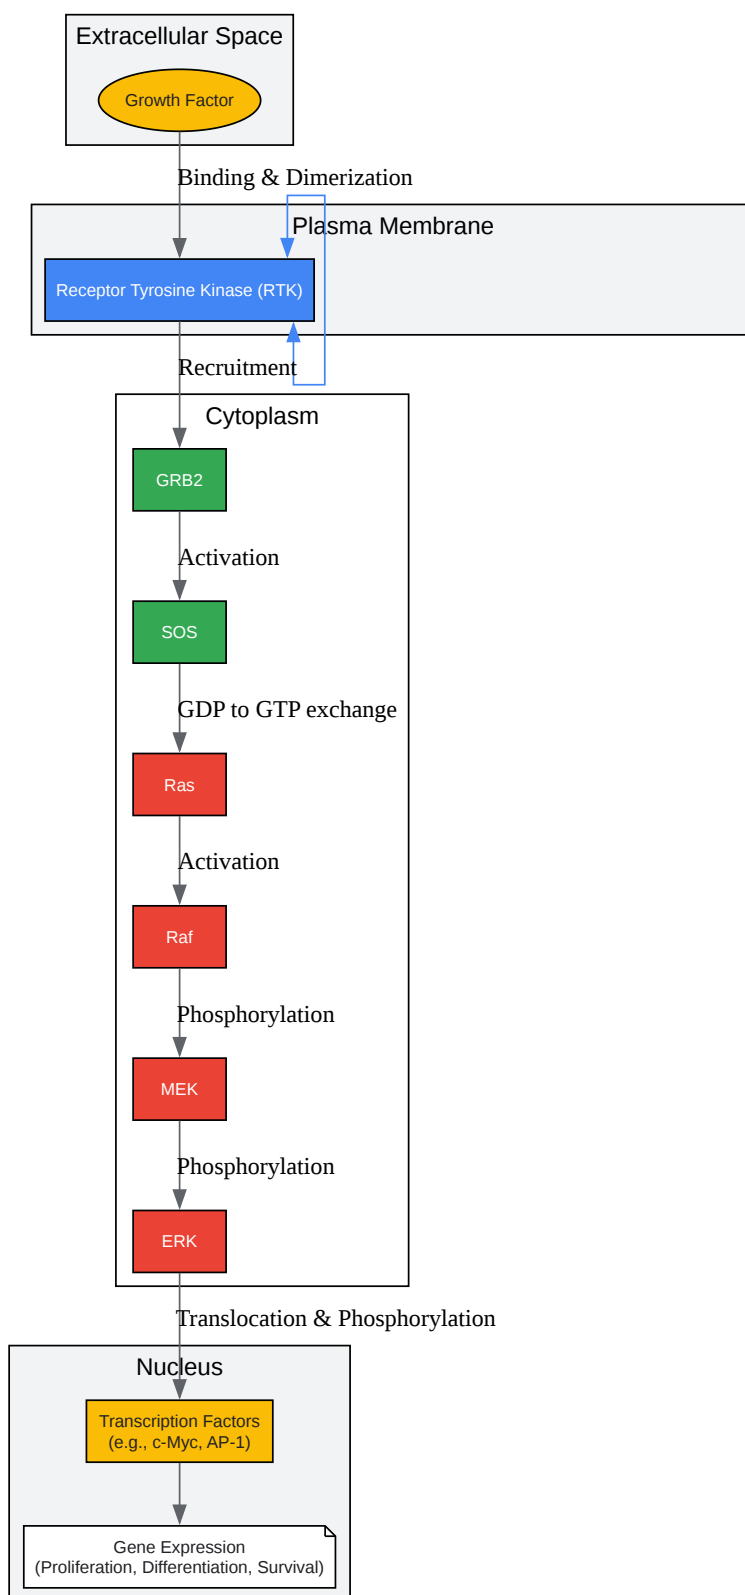 Extracellular Space
Growth Factor
Binding & Dimerization
Plasma Membrane
Receptor Tyrosine Kinase (RTK)
Recruitment
Cytoplasm
GRB2
Activation
SOS
GDP to GTP exchange
Ras
Activation
Raf
Phosphorylation
MEK
Phosphorylation
ERK
Translocation & Phosphorylation
Nucleus
Transcription Factors
(e.g., c-Myc, AP-1)
Gene Expression
(Proliferation, Differentiation, Survival)